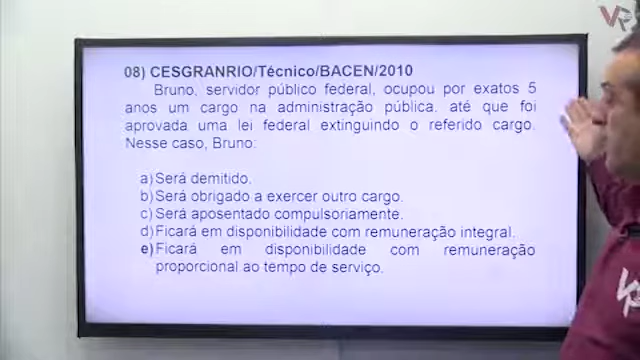 VP
08) CESGRANRIO/Técnico/BACEN/2010
Bruno, servidor público federal, ocupou por exatos 5
anos um cargo na administração pública, até que foi
aprovada uma lei federal extinguindo o referido cargo.
Nesse caso, Bruno:
a) Será demitido.
b) Será obrigado a exercer outro cargo.
c) Será aposentado compulsoriamente.
d) Ficará em disponibilidade com remuneração integral.
e) Ficará em disponibilidade com remuneração
proporcional ao tempo de serviço.